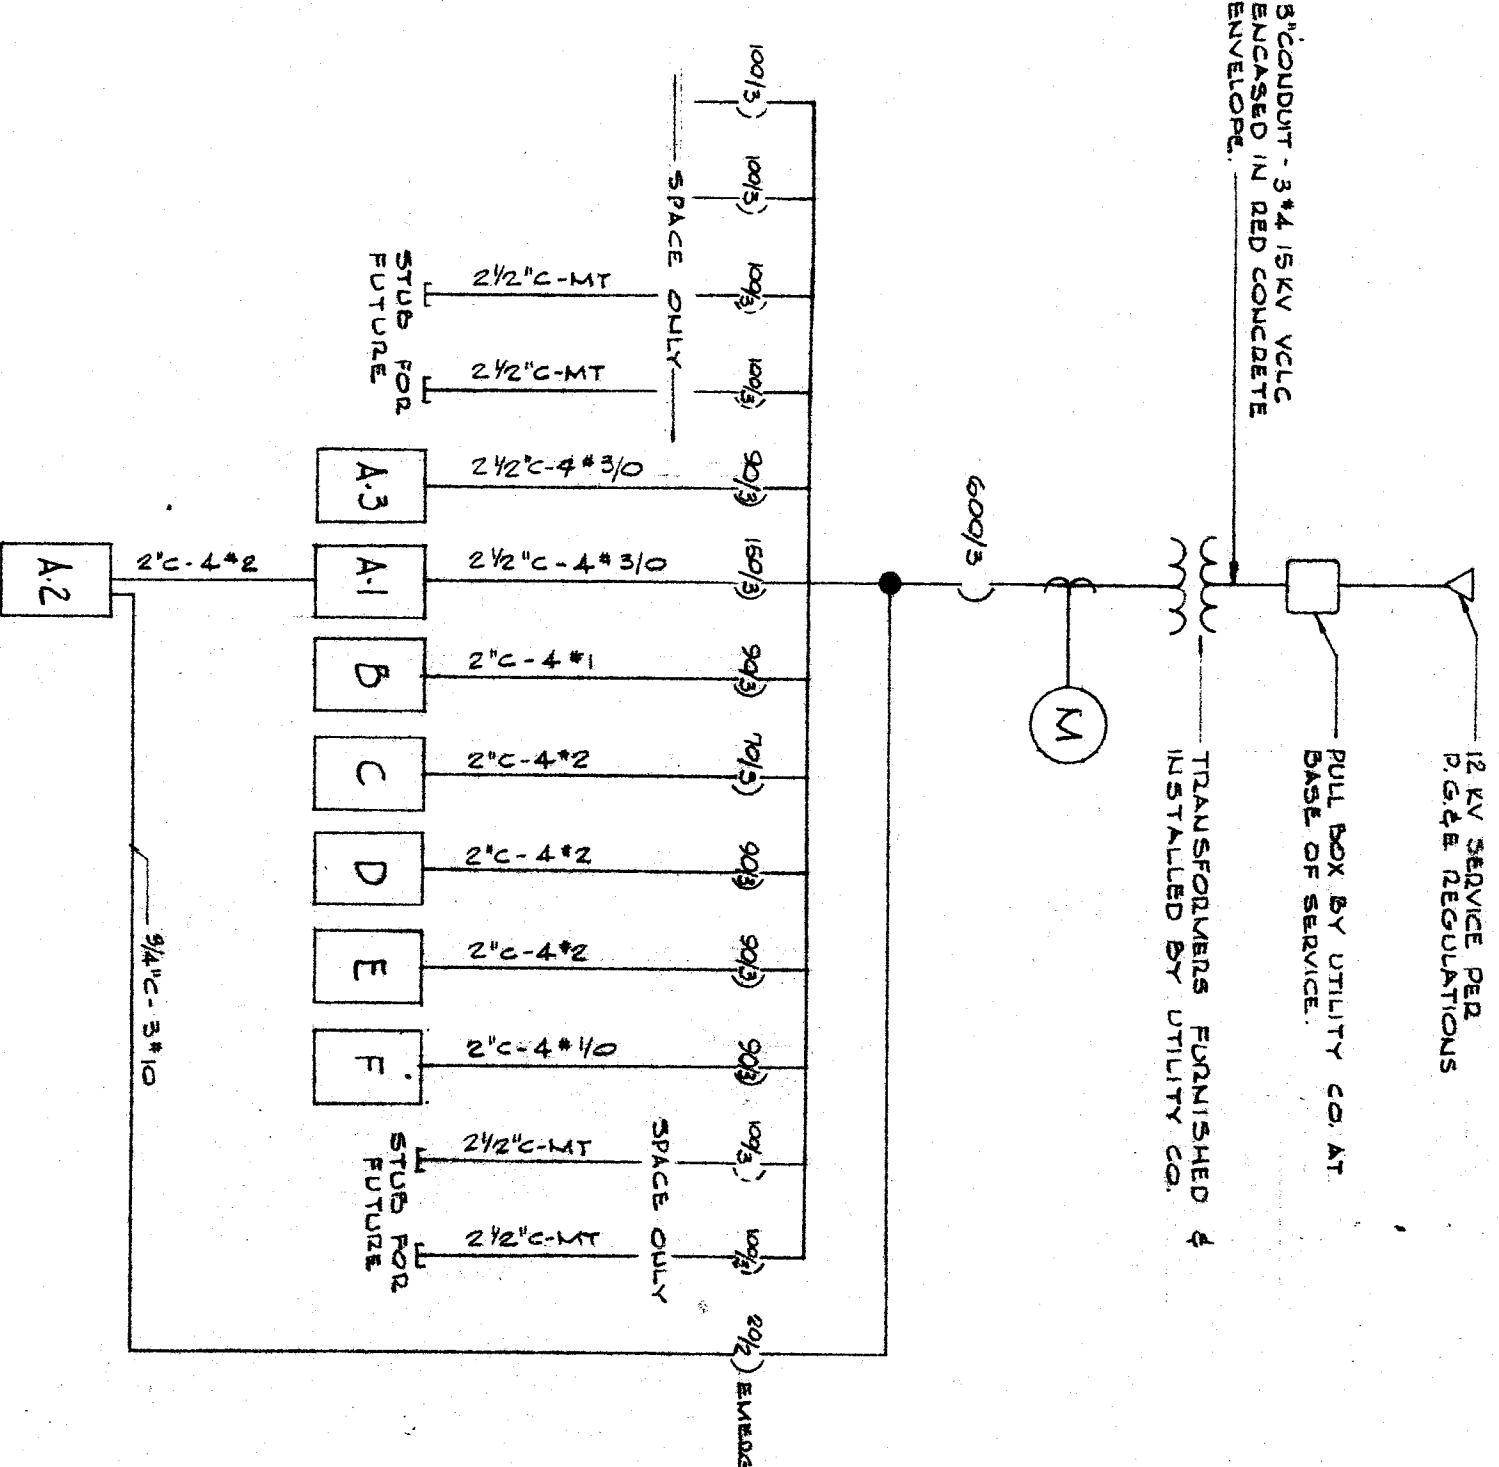 12 KV SERVICE PER
P.G.&E REGULATIONS
PULL BOX BY UTILITY CO. AT
BASE OF SERVICE.
3"CONDUIT - 3#4 15KV VCLC
ENCASED IN RED CONCRETE
ENVELOPE.
TRANSFORMERS FURNISHED &
INSTALLED BY UTILITY CO.
M
600/3
100/3
100/3
100/3
100/3
90/3
150/3
90/3
70/3
90/3
90/3
90/3
100/3
100/3
20/2
EMERG
SPACE ONLY
SPACE ONLY
2 1/2"C-MT
2 1/2"C-MT
2 1/2"C-4#3/0
2 1/2"C-4#3/0
2"C-4#1
2"C-4#2
2"C-4#2
2"C-4#2
2"C-4#1/0
2 1/2"C-MT
2 1/2"C-MT
STUB FOR
FUTURE
A·3
A·1
B
C
D
E
F
STUB FOR
FUTURE
2"C-4#2
3/4"C-3#10
A·2